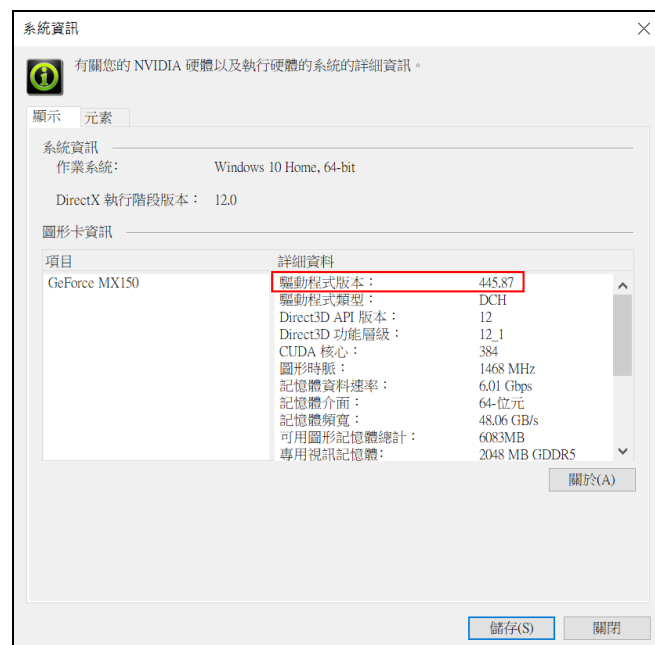 系統資訊
有關您的 NVIDIA 硬體以及執行硬體的系統的詳細資訊。
顯示 元素
系統資訊
作業系統: Windows 10 Home, 64-bit
DirectX 執行階段版本： 12.0
圖形卡資訊
項目 詳細資料
GeForce MX150 驅動程式版本： 445.87
驅動程式類型： DCH
Direct3D API 版本： 12
Direct3D 功能層級： 12_1
CUDA 核心： 384
圖形時脈： 1468 MHz
記憶體資料速率： 6.01 Gbps
記憶體介面： 64-位元
記憶體頻寬： 48.06 GB/s
可用圖形記憶體總計： 6083MB
專用視訊記憶體: 2048 MB GDDR5
關於(A)
儲存(S) 關閉